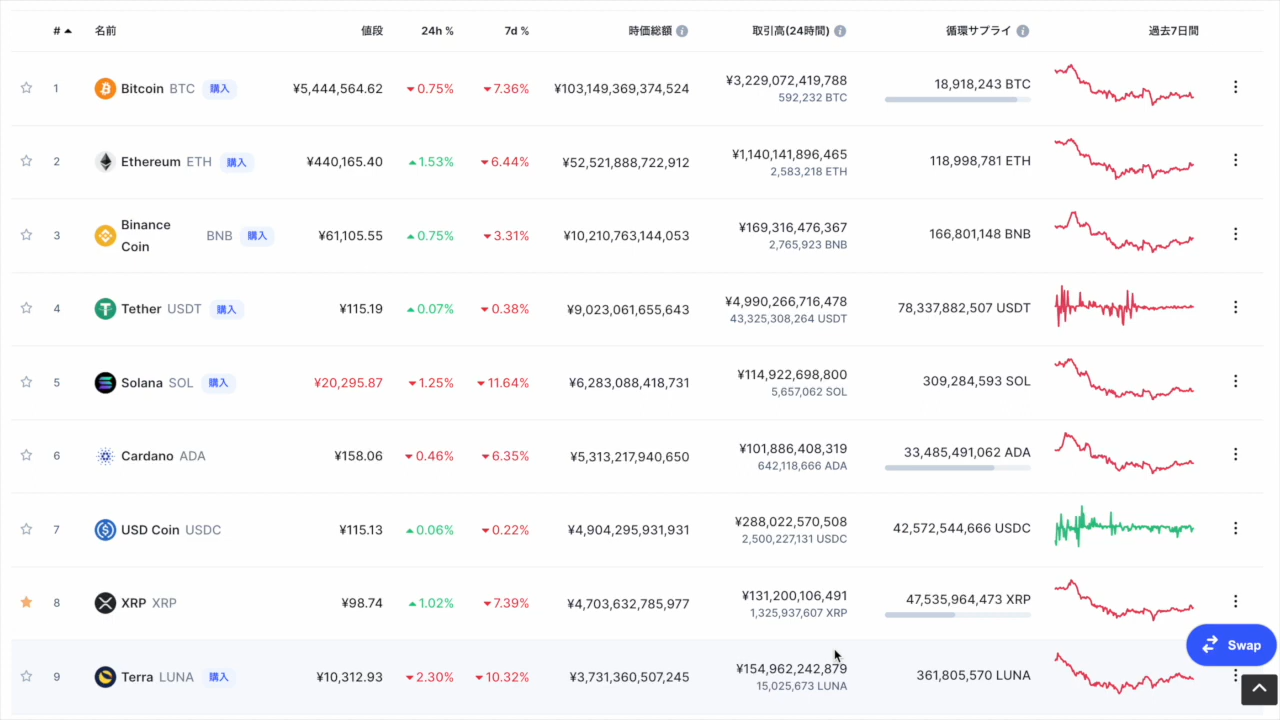 # 名前 値段 24h % 7d % 時価総額 取引高(24時間) 循環サプライ 過去7日間
1 Bitcoin BTC 購入 ¥5,444,564.62 0.75% 7.36% ¥103,149,369,374,524 ¥3,229,072,419,788 18,918,243 BTC
592,232 BTC
2 Ethereum ETH 購入 ¥440,165.40 1.53% 6.44% ¥52,521,888,722,912 ¥1,140,141,896,465 118,998,781 ETH
2,583,218 ETH
3 Binance Coin BNB 購入 ¥61,105.55 0.75% 3.31% ¥10,210,763,144,053 ¥169,316,476,367 166,801,148 BNB
2,765,923 BNB
4 Tether USDT 購入 ¥115.19 0.07% 0.38% ¥9,023,061,655,643 ¥4,990,266,716,478 78,337,882,507 USDT
43,325,308,264 USDT
5 Solana SOL 購入 ¥20,295.87 1.25% 11.64% ¥6,283,088,418,731 ¥114,922,698,800 309,284,593 SOL
5,657,062 SOL
6 Cardano ADA ¥158.06 0.46% 6.35% ¥5,313,217,940,650 ¥101,886,408,319 33,485,491,062 ADA
642,118,666 ADA
7 USD Coin USDC ¥115.13 0.06% 0.22% ¥4,904,295,931,931 ¥288,022,570,508 42,572,544,666 USDC
2,500,227,131 USDC
8 XRP XRP ¥98.74 1.02% 7.39% ¥4,703,632,785,977 ¥131,200,106,491 47,535,964,473 XRP
1,325,937,607 XRP
Swap
9 Terra LUNA 購入 ¥10,312.93 2.30% 10.32% ¥3,731,360,507,245 ¥154,962,242,879 361,805,570 LUNA
15,025,673 LUNA